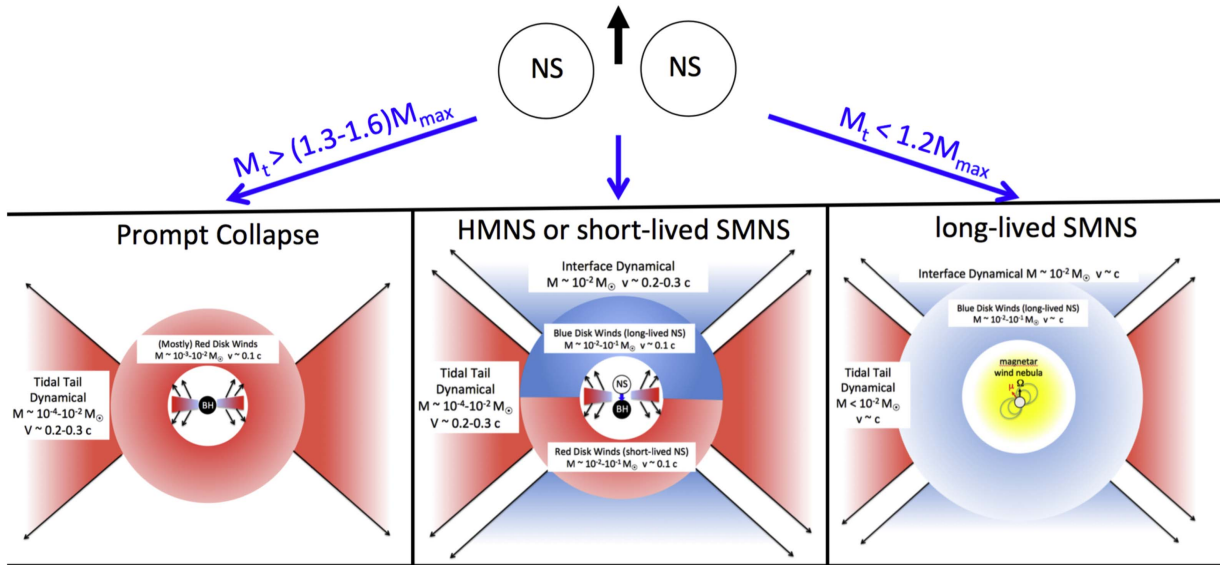 NS
NS
Mₜ > (1.3-1.6)Mₘₐₓ
Mₜ < 1.2Mₘₐₓ
Prompt Collapse
(Mostly) Red Disk Winds
M ~ 10⁻³-10⁻² M☉ v ~ 0.1 c
Tidal Tail
Dynamical
M ~ 10⁻⁴-10⁻² M☉
V ~ 0.2-0.3 c
BH
HMNS or short-lived SMNS
Interface Dynamical
M ~ 10⁻² M☉ v ~ 0.2-0.3 c
Blue Disk Winds (long-lived NS)
M ~ 10⁻²-10⁻¹ M☉ v ~ 0.1 c
Tidal Tail
Dynamical
M ~ 10⁻⁴-10⁻² M☉
V ~ 0.2-0.3 c
NS
BH
Red Disk Winds (short-lived NS)
M ~ 10⁻²-10⁻¹ M☉ v ~ 0.1 c
long-lived SMNS
Interface Dynamical M ~ 10⁻² M☉ v ~ c
Blue Disk Winds (long-lived NS)
M ~ 10⁻²-10⁻¹ M☉ v ~ c
Tidal Tail
Dynamical
M < 10⁻² M☉
v ~ c
magnetar
wind nebula
Ω
μ